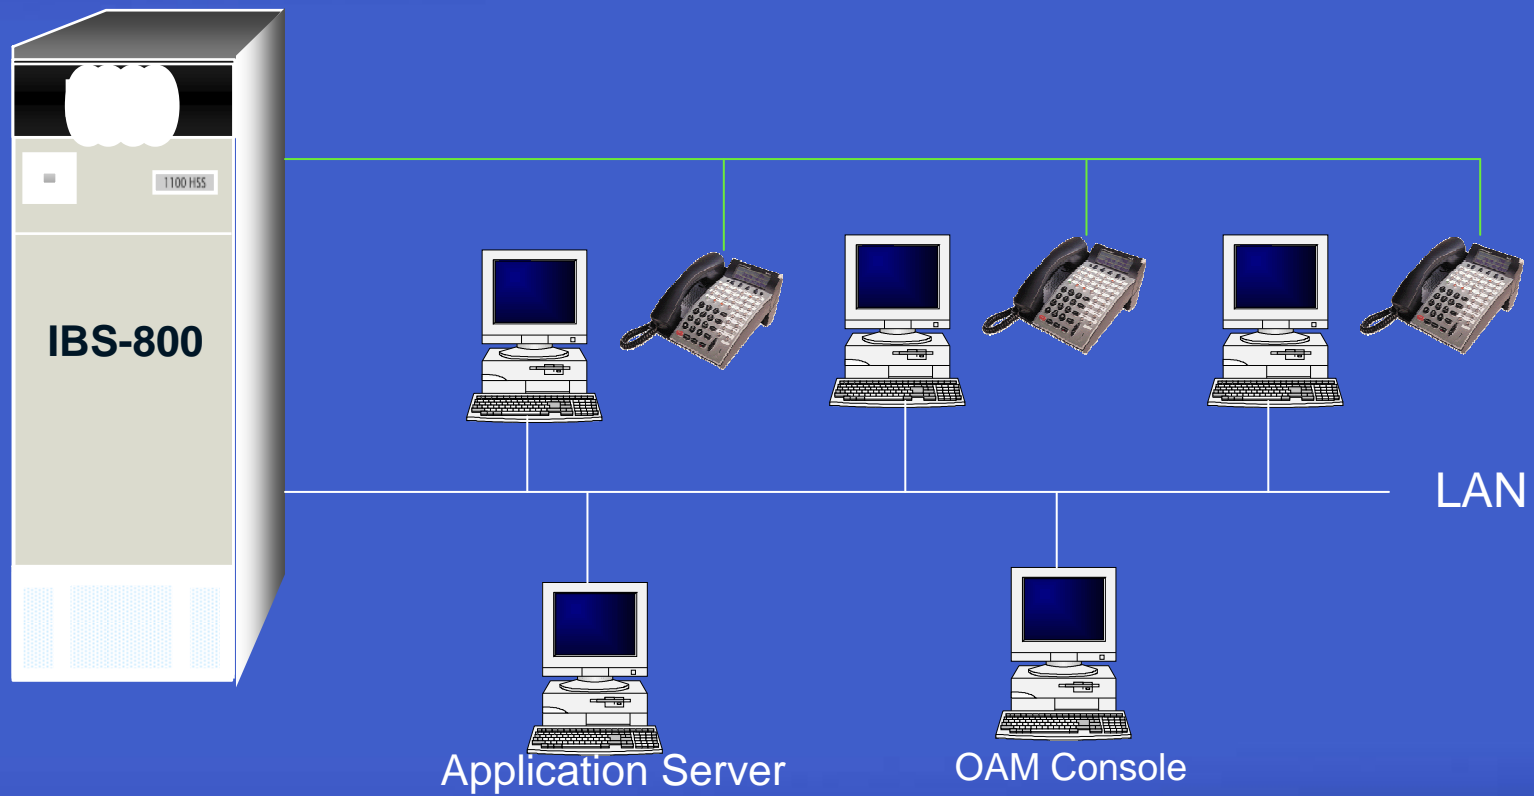 1100 HSS
IBS-800
LAN
Application Server
OAM Console